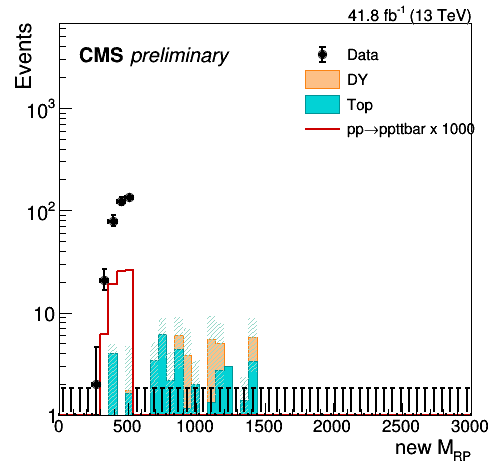 41.8 fb⁻¹ (13 TeV)
Events
CMS preliminary
Data
DY
Top
pp→ppttbar x 1000
10³
10²
10
1
0 500 1000 1500 2000 2500 3000
new M_RP